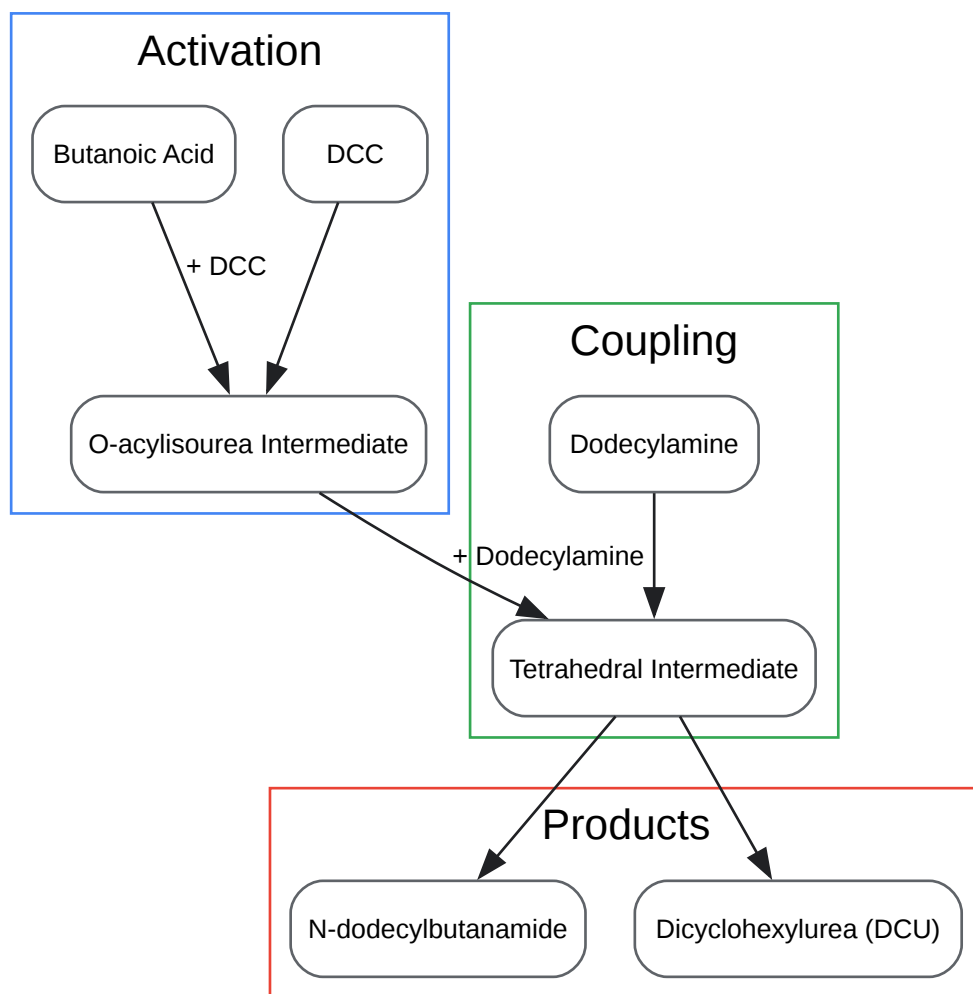 Activation
Butanoic Acid
DCC
+ DCC
O-acylisourea Intermediate
Coupling
Dodecylamine
+ Dodecylamine
Tetrahedral Intermediate
Products
N-dodecylbutanamide
Dicyclohexylurea (DCU)